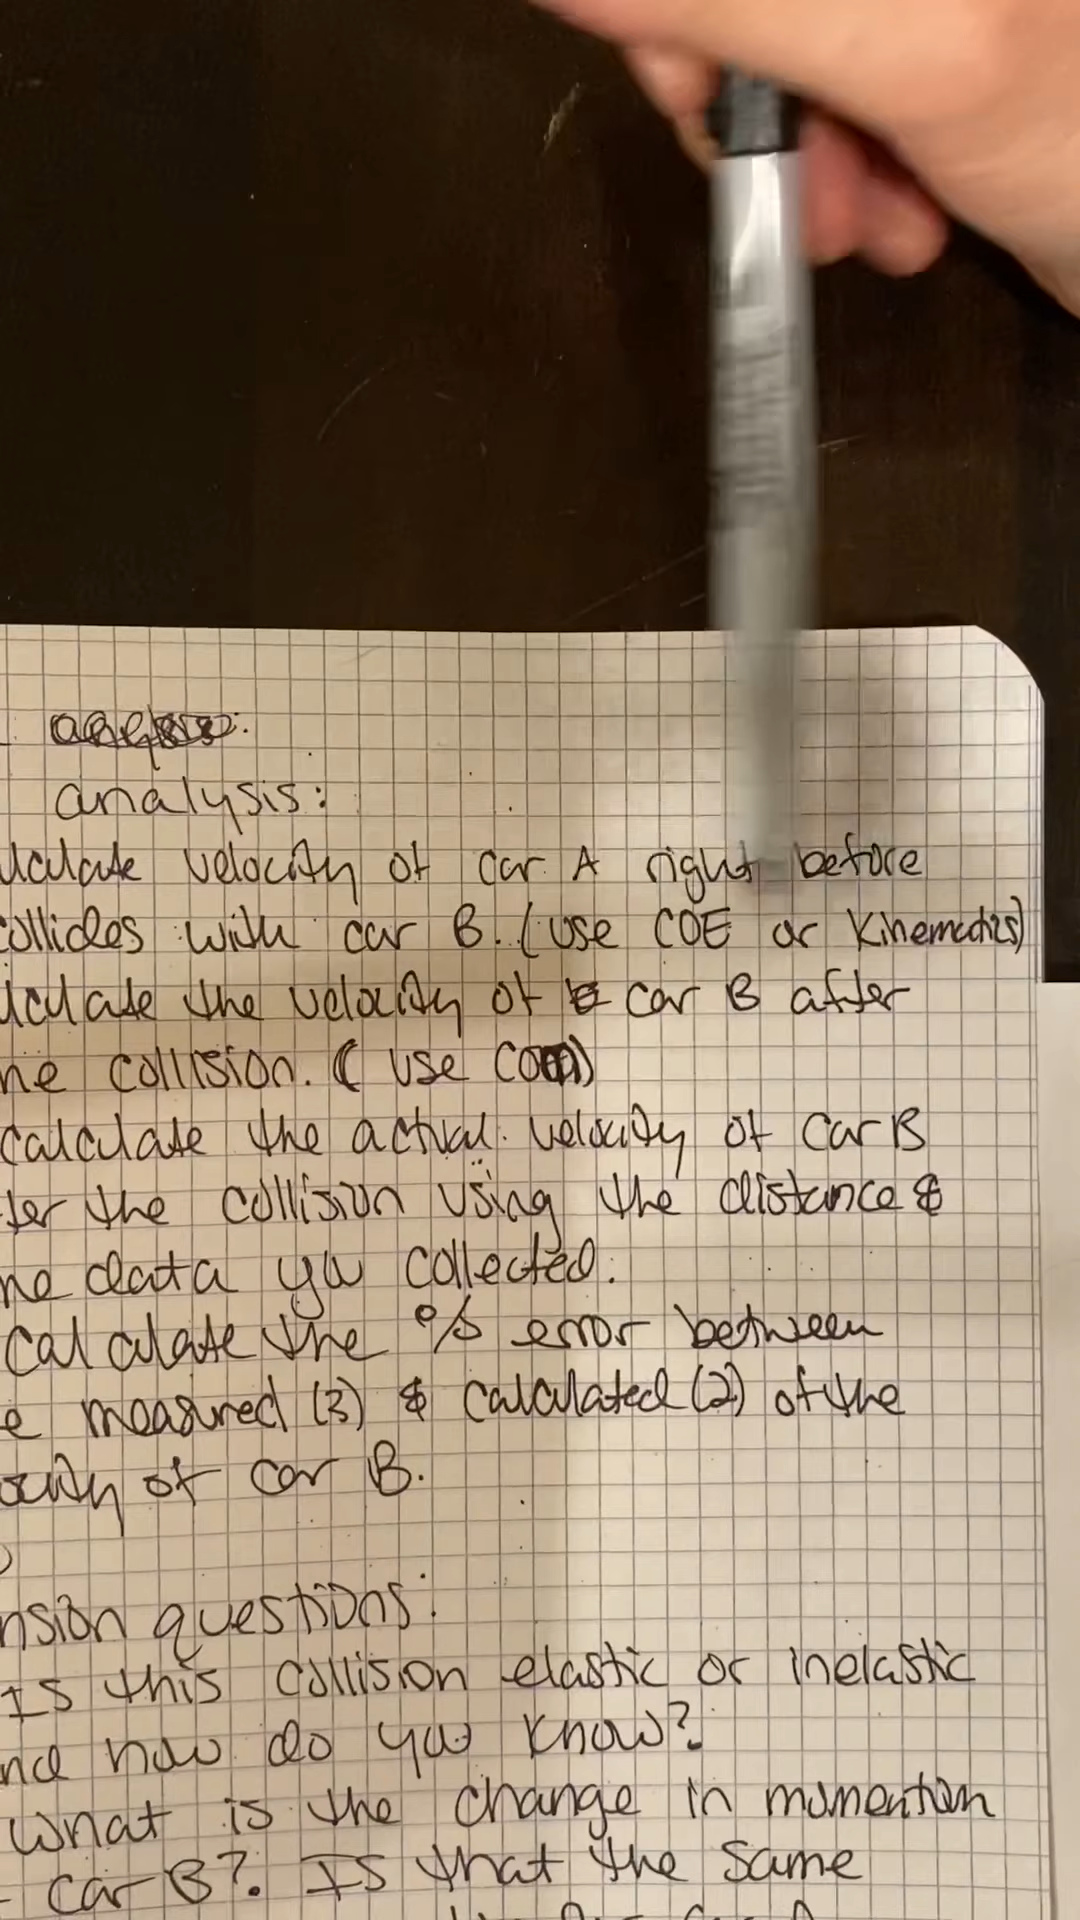 analysis:
lculate velocity of car A right before
collides with car B. (use COE or Kinematics)
lculate the velocity of car B after
he collision. ( use COM)
calculate the actual velocity of car B
ter the collision using the distance &
me data you collected.
Calculate the % error between
e measured (3) & calculated (2) of the
ocity of car B.
nsion questions:
Is this collison elastic or inelastic
nd how do you know?
What is the change in momentum
car B? Is that the same